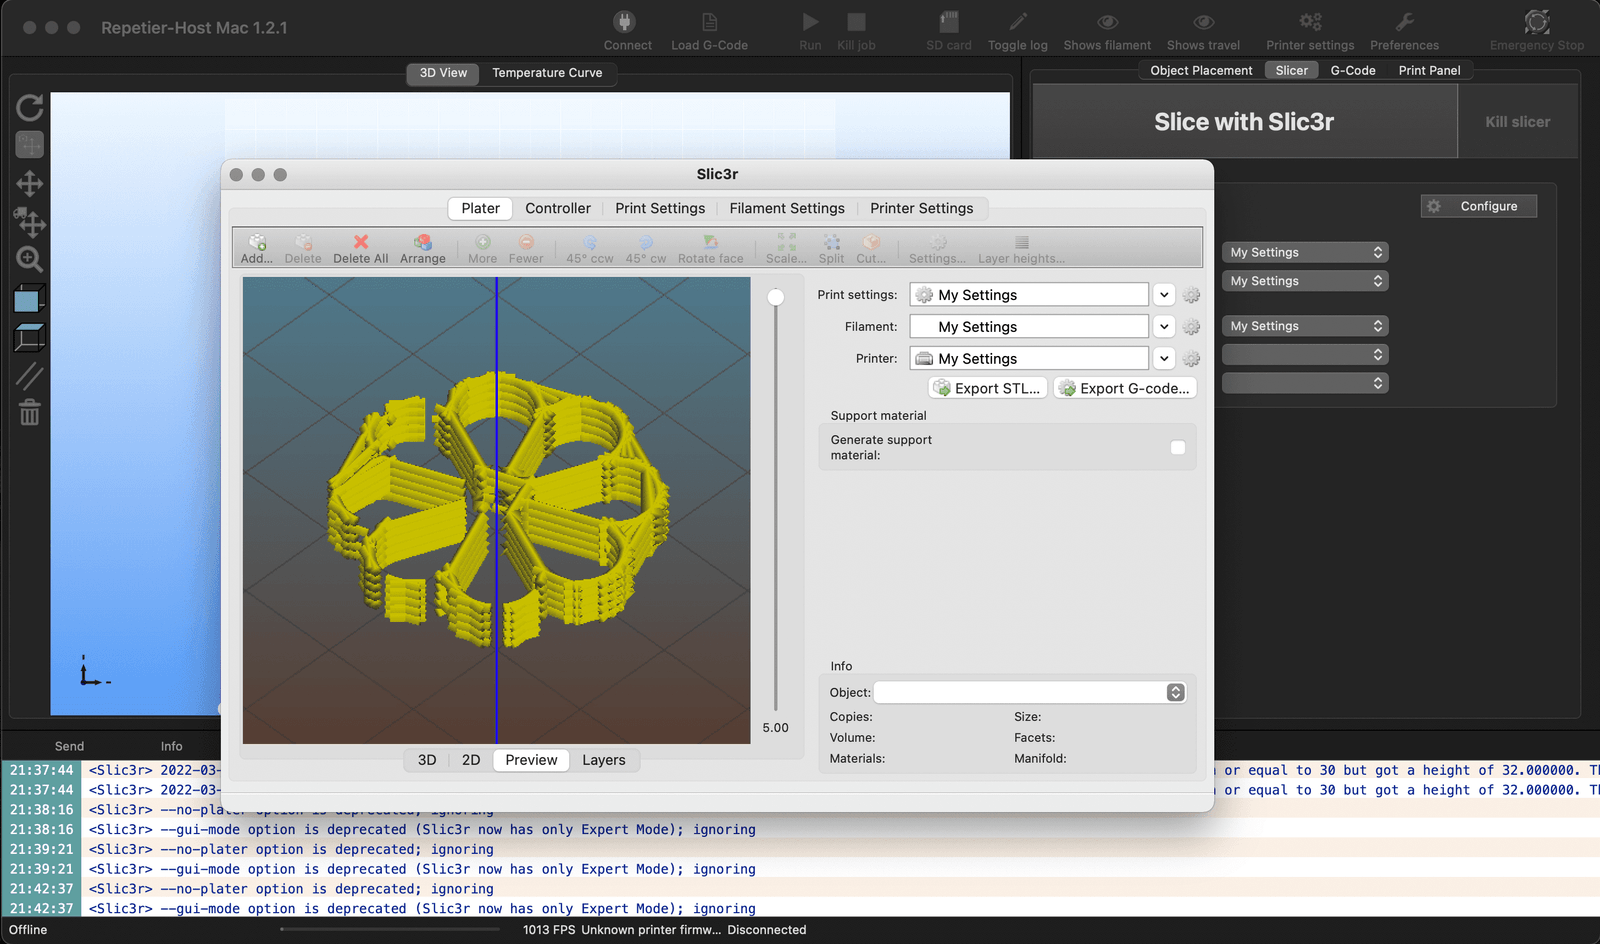 Repetier-Host Mac 1.2.1
Connect
Load G-Code
Run
Kill job
SD card
Toggle log
Shows filament
Shows travel
Printer settings
Preferences
Emergency Stop
3D View
Temperature Curve
Object Placement
Slicer
G-Code
Print Panel
Slice with Slic3r
Kill slicer
Configure
My Settings
My Settings
My Settings
Slic3r
Plater
Controller
Print Settings
Filament Settings
Printer Settings
Add...
Delete
Delete All
Arrange
More
Fewer
45° ccw
45° cw
Rotate face
Scale...
Split
Cut...
Settings...
Layer heights...
Print settings:
My Settings
Filament:
My Settings
Printer:
My Settings
Export STL...
Export G-code...
Support material
Generate support
material:
5.00
Info
Object:
Copies:
Size:
Volume:
Facets:
Materials:
Manifold:
3D
2D
Preview
Layers
Send
Info
21:37:44 <Slic3r> 2022-03- or equal to 30 but got a height of 32.000000.
21:37:44 <Slic3r> 2022-03- or equal to 30 but got a height of 32.000000.
21:38:16 <Slic3r> --no-plater option is deprecated; ignoring
21:38:16 <Slic3r> --gui-mode option is deprecated (Slic3r now has only Expert Mode); ignoring
21:39:21 <Slic3r> --no-plater option is deprecated; ignoring
21:39:21 <Slic3r> --gui-mode option is deprecated (Slic3r now has only Expert Mode); ignoring
21:42:37 <Slic3r> --no-plater option is deprecated; ignoring
21:42:37 <Slic3r> --gui-mode option is deprecated (Slic3r now has only Expert Mode); ignoring
Offline
1013 FPS
Unknown printer firmw...
Disconnected